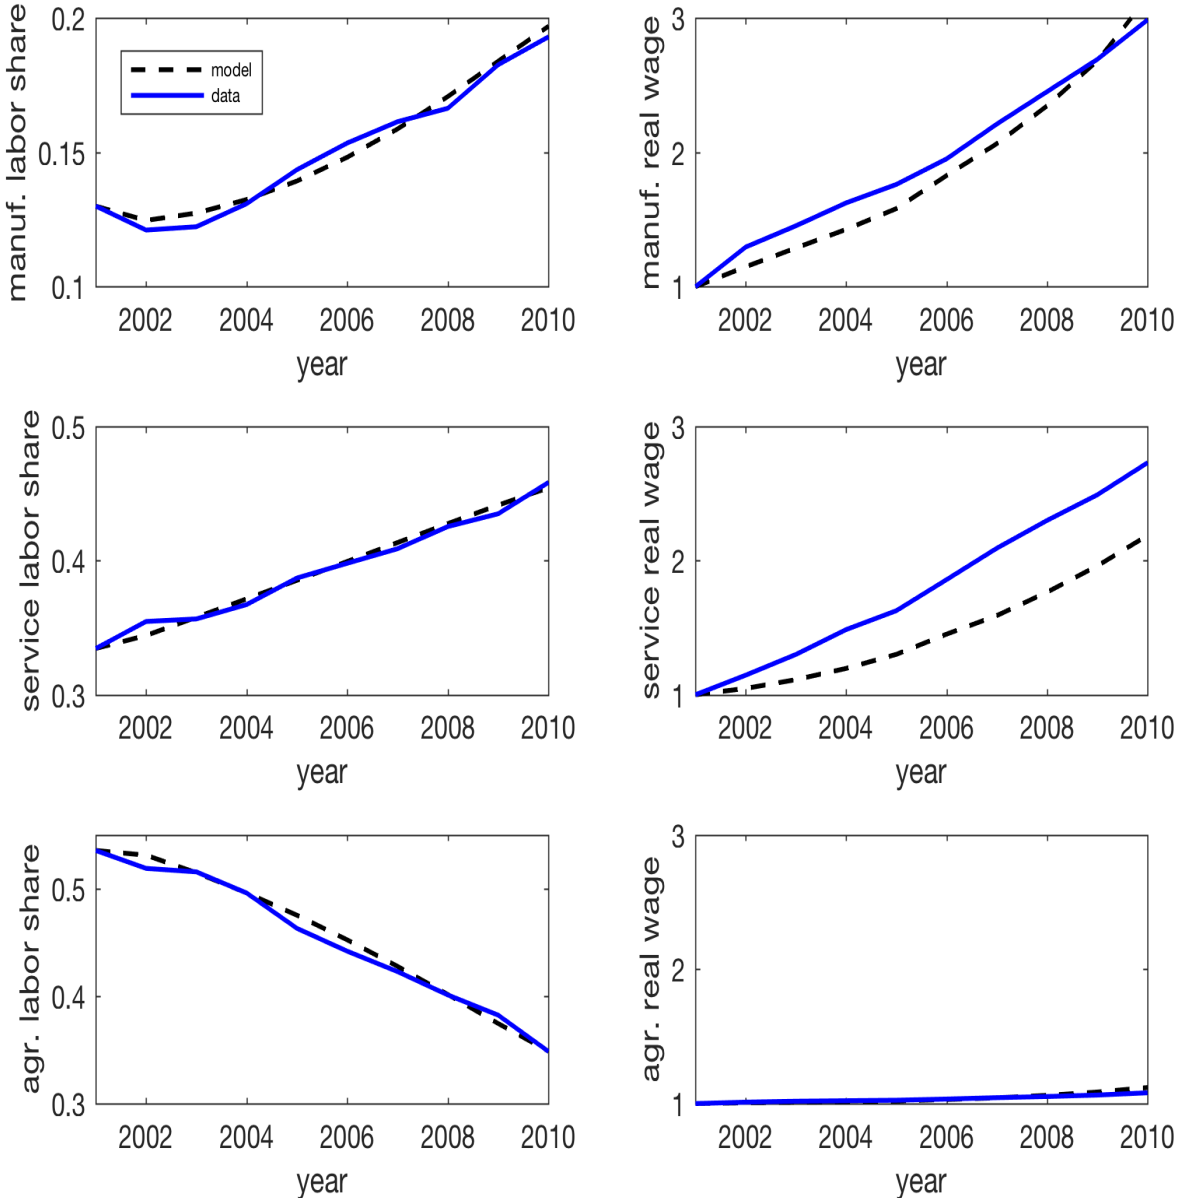 manuf. labor share
0.2
0.15
0.1
model
data
2002 2004 2006 2008 2010
year
manuf. real wage
3
2
1
2002 2004 2006 2008 2010
year
service labor share
0.5
0.4
0.3
2002 2004 2006 2008 2010
year
service real wage
3
2
1
2002 2004 2006 2008 2010
year
agr. labor share
0.5
0.4
0.3
2002 2004 2006 2008 2010
year
agr. real wage
3
2
1
2002 2004 2006 2008 2010
year